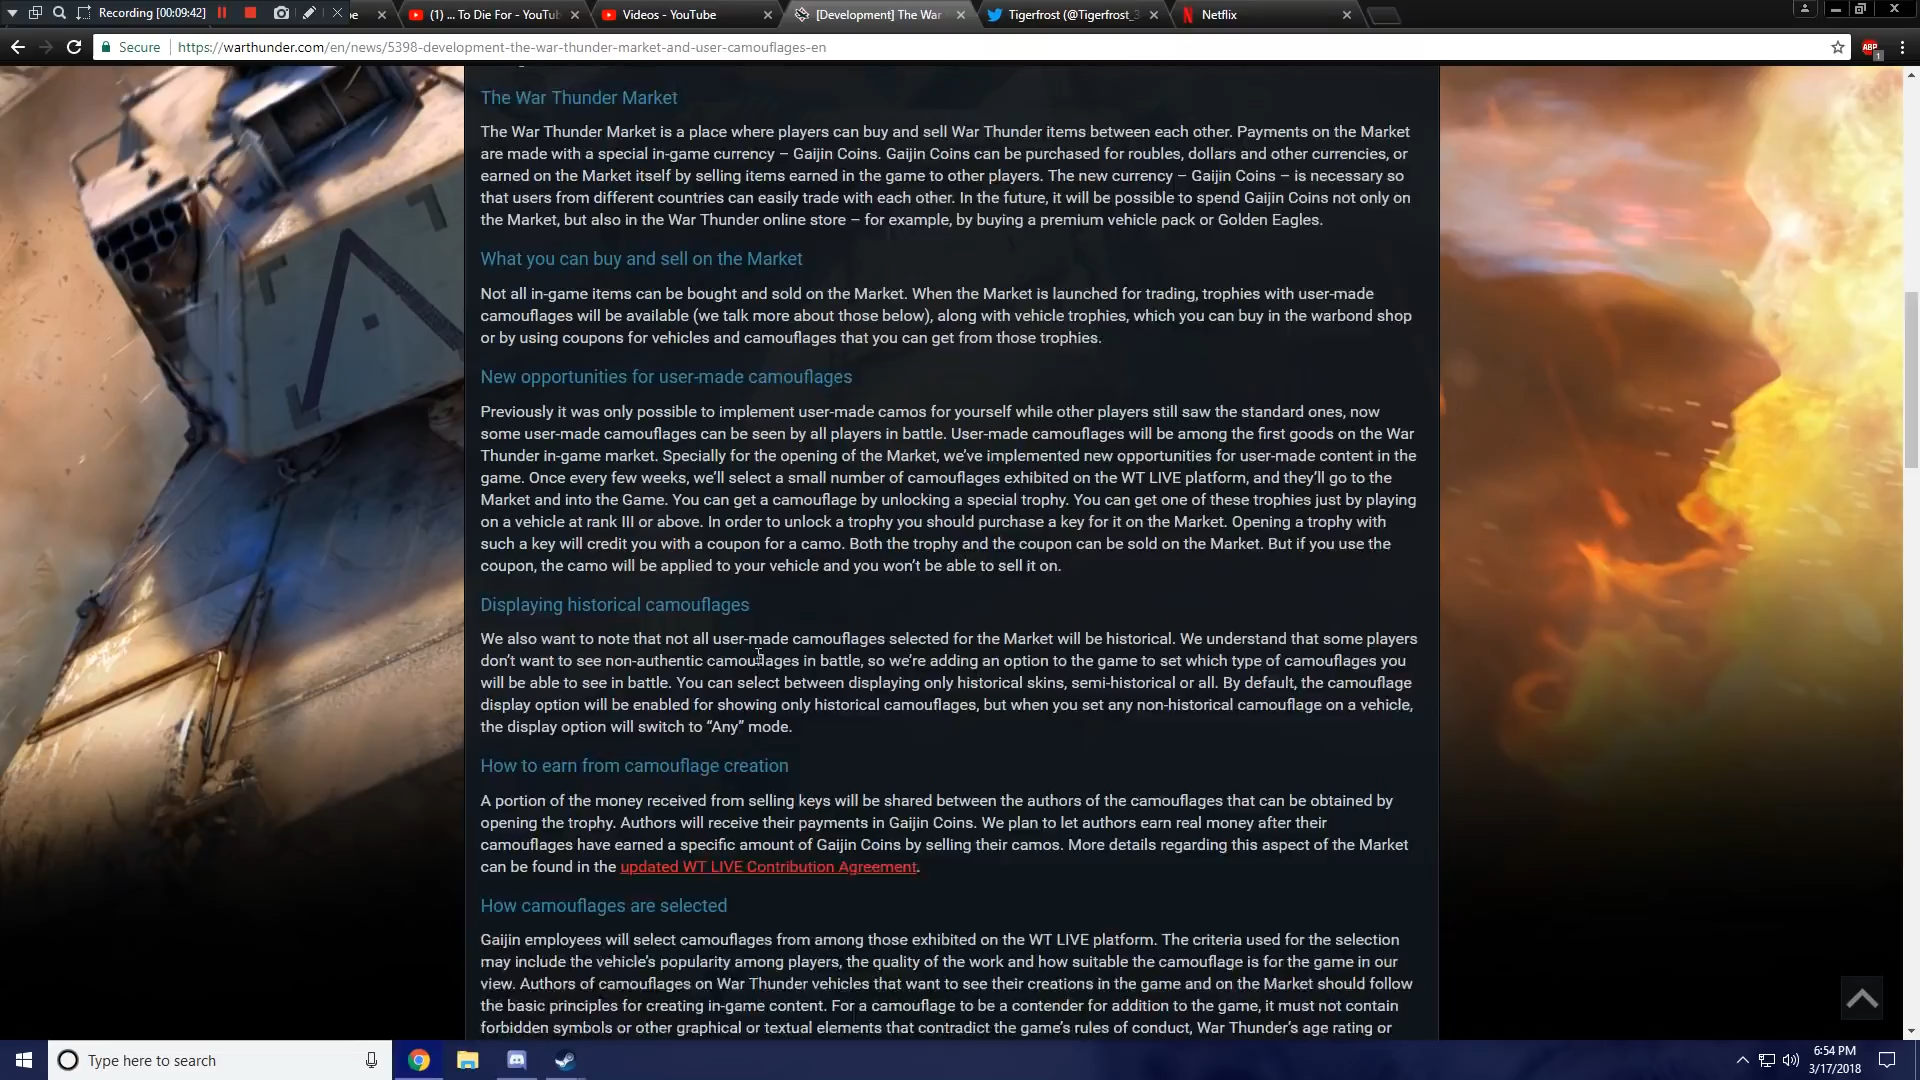 Recording [00:09:42]
(1) ... To Die For - YouTu
Videos - YouTube
[Development] The War
Tigerfrost (@Tigerfrost_3
Netflix
Secure
https://warthunder.com/en/news/5398-development-the-war-thunder-market-and-user-camouflages-en
ABP
1
The War Thunder Market
The War Thunder Market is a place where players can buy and sell War Thunder items between each other. Payments on the Market
are made with a special in-game currency – Gaijin Coins. Gaijin Coins can be purchased for roubles, dollars and other currencies, or
earned on the Market itself by selling items earned in the game to other players. The new currency – Gaijin Coins – is necessary so
that users from different countries can easily trade with each other. In the future, it will be possible to spend Gaijin Coins not only on
the Market, but also in the War Thunder online store – for example, by buying a premium vehicle pack or Golden Eagles.
What you can buy and sell on the Market
Not all in-game items can be bought and sold on the Market. When the Market is launched for trading, trophies with user-made
camouflages will be available (we talk more about those below), along with vehicle trophies, which you can buy in the warbond shop
or by using coupons for vehicles and camouflages that you can get from those trophies.
New opportunities for user-made camouflages
Previously it was only possible to implement user-made camos for yourself while other players still saw the standard ones, now
some user-made camouflages can be seen by all players in battle. User-made camouflages will be among the first goods on the War
Thunder in-game market. Specially for the opening of the Market, we've implemented new opportunities for user-made content in the
game. Once every few weeks, we'll select a small number of camouflages exhibited on the WT LIVE platform, and they'll go to the
Market and into the Game. You can get a camouflage by unlocking a special trophy. You can get one of these trophies just by playing
on a vehicle at rank III or above. In order to unlock a trophy you should purchase a key for it on the Market. Opening a trophy with
such a key will credit you with a coupon for a camo. Both the trophy and the coupon can be sold on the Market. But if you use the
coupon, the camo will be applied to your vehicle and you won't be able to sell it on.
Displaying historical camouflages
We also want to note that not all user-made camouflages selected for the Market will be historical. We understand that some players
don't want to see non-authentic camouflages in battle, so we're adding an option to the game to set which type of camouflages you
will be able to see in battle. You can select between displaying only historical skins, semi-historical or all. By default, the camouflage
display option will be enabled for showing only historical camouflages, but when you set any non-historical camouflage on a vehicle,
the display option will switch to “Any” mode.
How to earn from camouflage creation
A portion of the money received from selling keys will be shared between the authors of the camouflages that can be obtained by
opening the trophy. Authors will receive their payments in Gaijin Coins. We plan to let authors earn real money after their
camouflages have earned a specific amount of Gaijin Coins by selling their camos. More details regarding this aspect of the Market
can be found in the updated WT LIVE Contribution Agreement.
How camouflages are selected
Gaijin employees will select camouflages from among those exhibited on the WT LIVE platform. The criteria used for the selection
may include the vehicle's popularity among players, the quality of the work and how suitable the camouflage is for the game in our
view. Authors of camouflages on War Thunder vehicles that want to see their creations in the game and on the Market should follow
the basic principles for creating in-game content. For a camouflage to be a contender for addition to the game, it must not contain
forbidden symbols or other graphical or textual elements that contradict the game's rules of conduct, War Thunder's age rating or
Type here to search
6:54 PM
3/17/2018